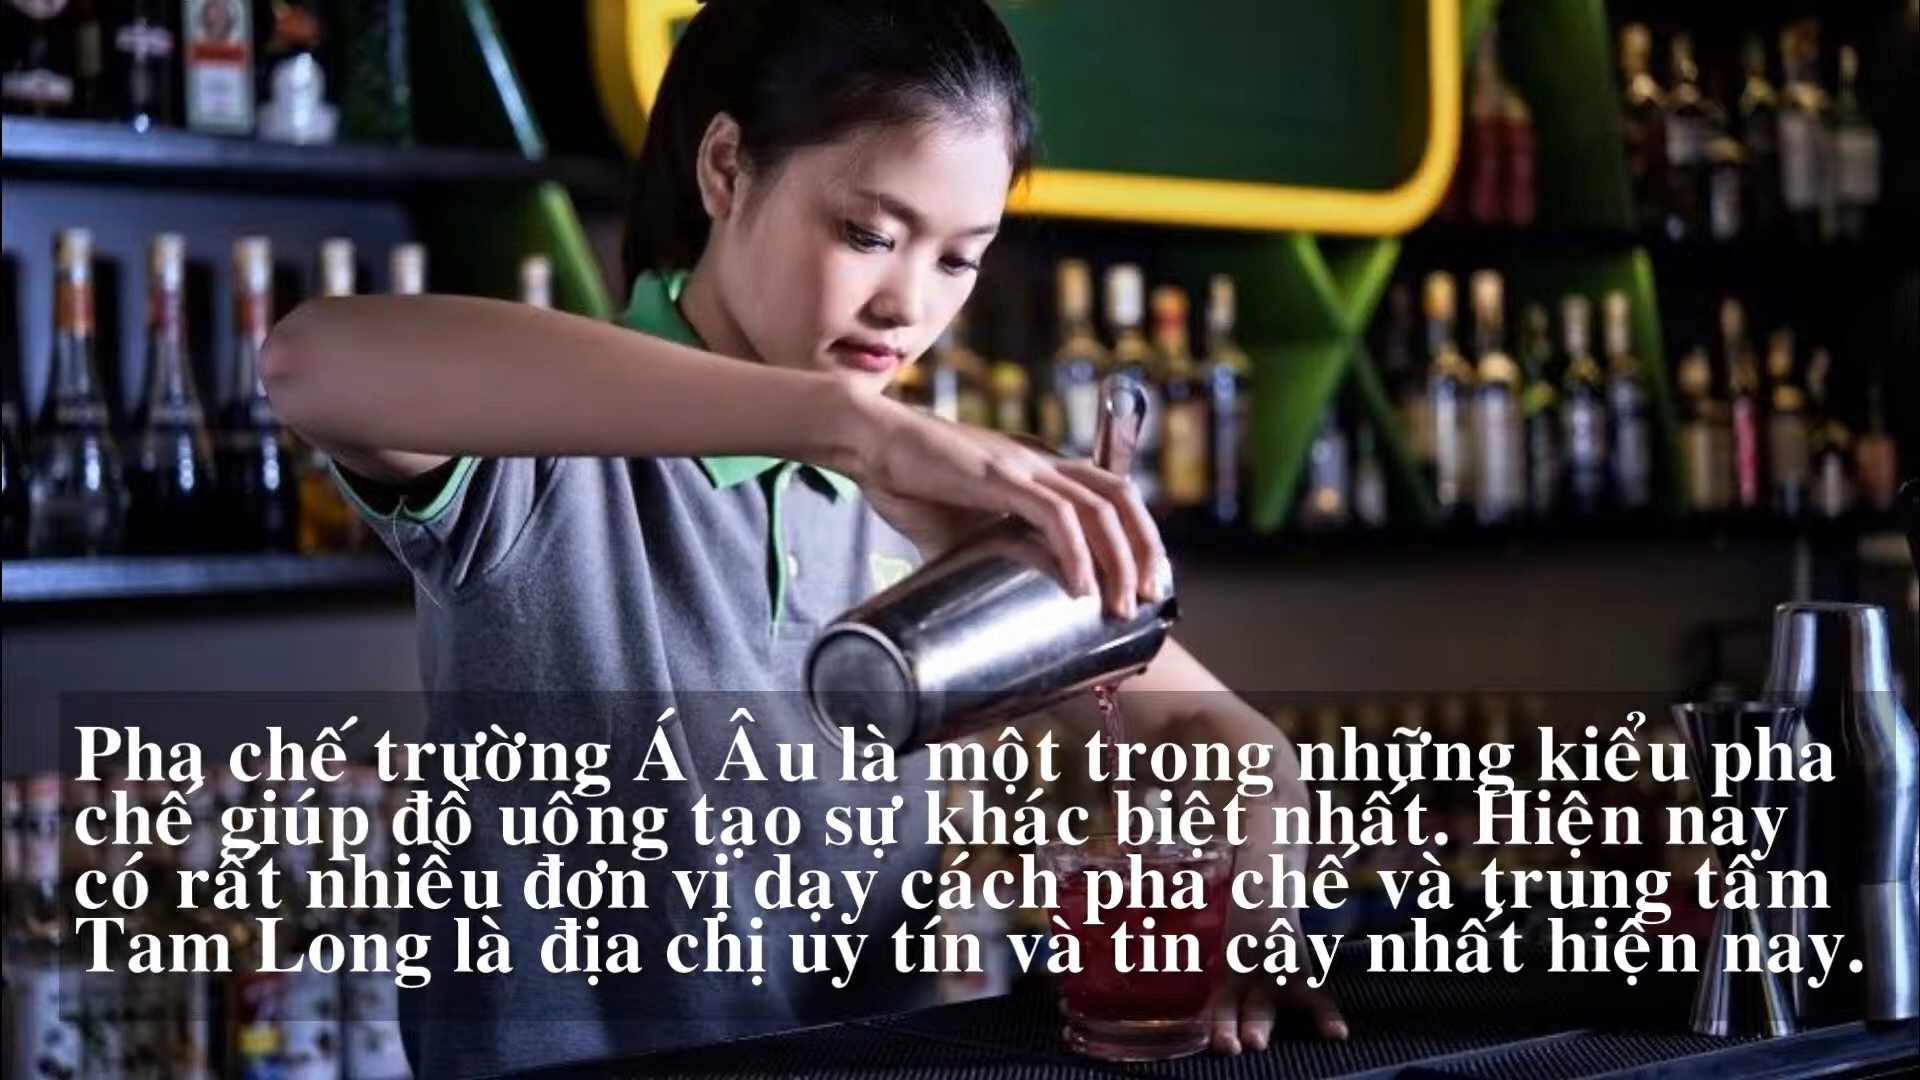 Pha chế trường Á Âu là một trong những kiểu pha
chế giúp đồ uống tạo sự khác biệt nhất. Hiện nay
có rất nhiều đơn vị dạy cách pha chế và trung tâm
Tam Long là địa chị uy tín và tin cậy nhất hiện nay.